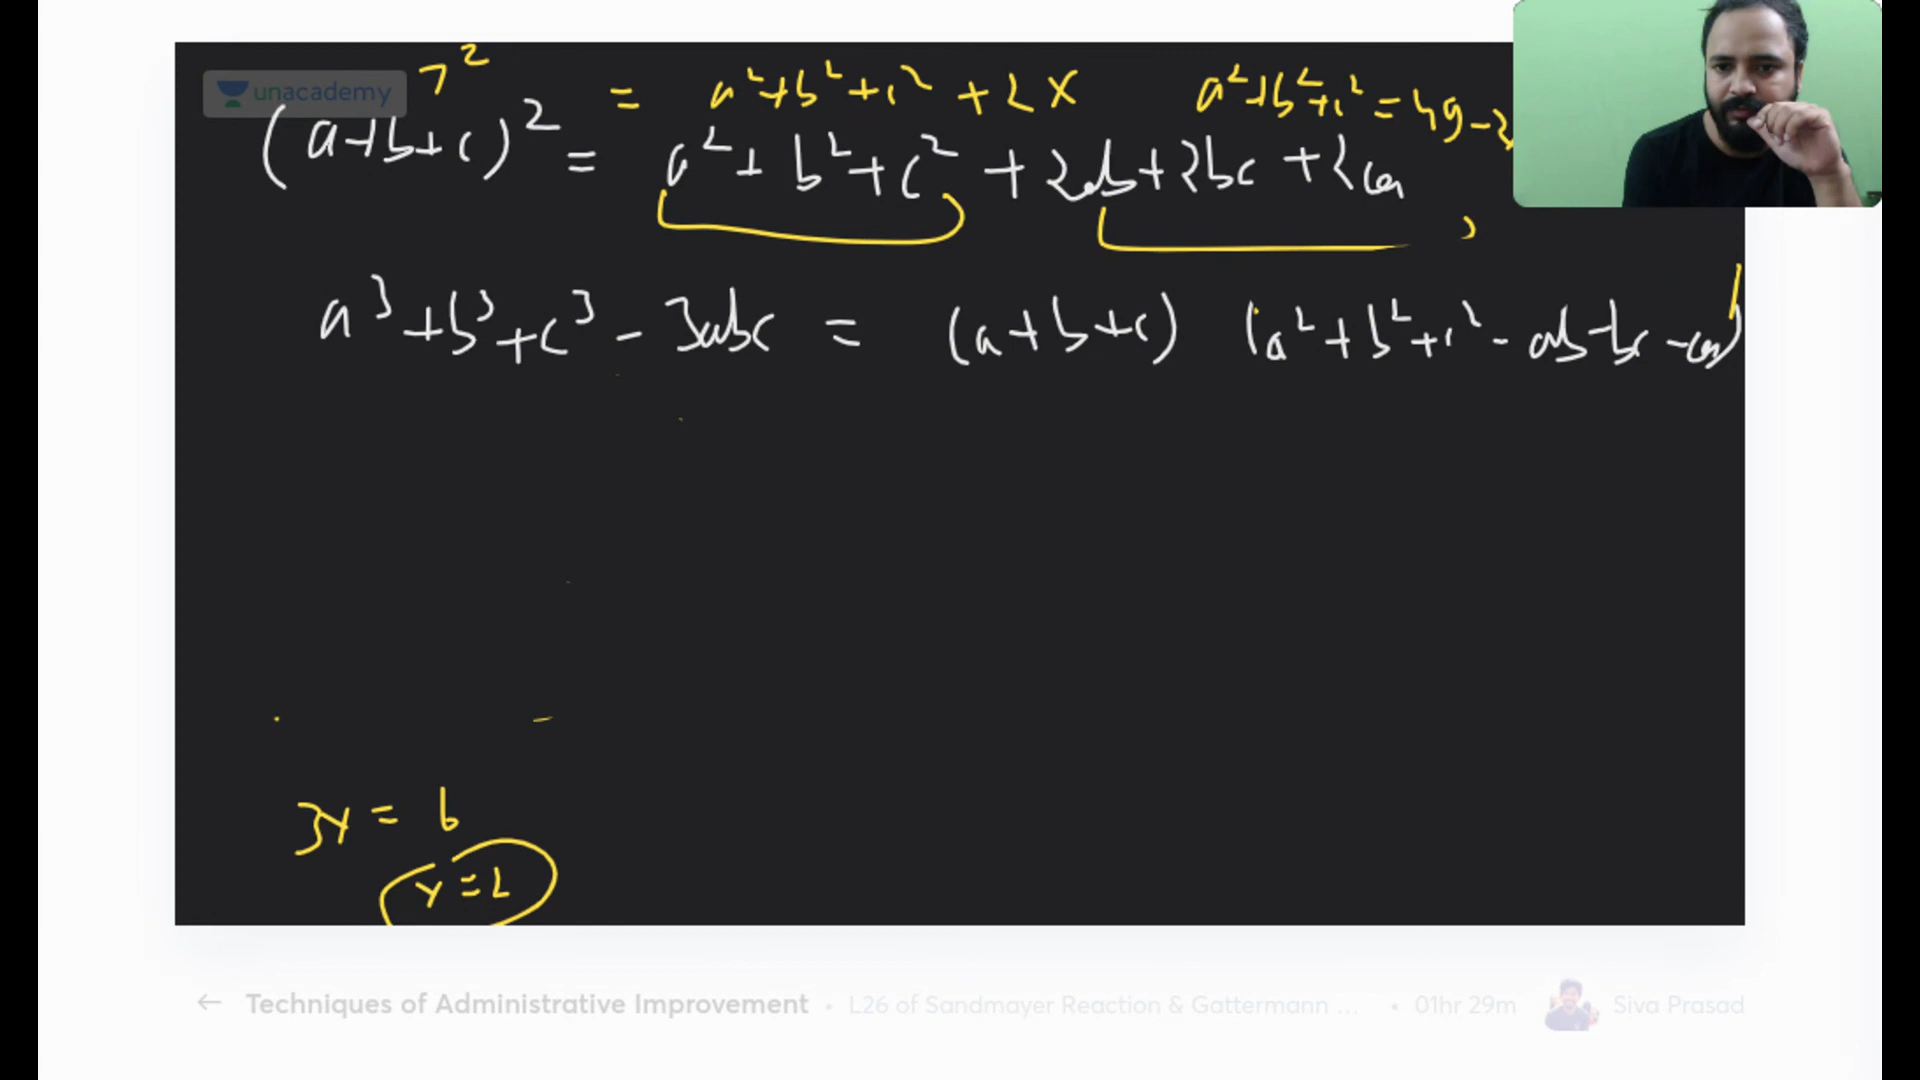 unacademy
7² = a²+b²+c² + 2x a²+b²+c² = 49-2
(a+b+c)² = a² + b² + c² + 2ab + 2bc + 2ca
a³ + b³ + c³ - 3abc = (a+b+c) (a² + b² + c² - ab - bc - ca)
3y = 6
y = 2
← Techniques of Administrative Improvement • L26 of Sandmayer Reaction & Gattermann ... • 01hr 29m Siva Prasad